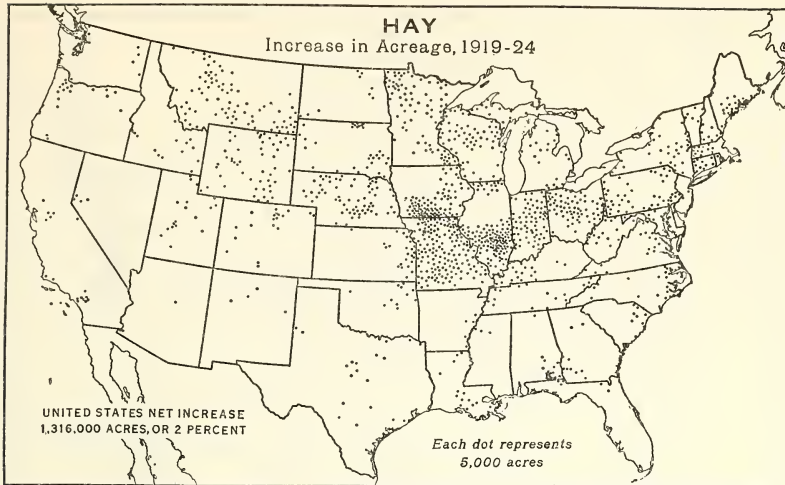 HAY
Increase in Acreage, 1919-24
UNITED STATES NET INCREASE
1,316,000 ACRES, OR 2 PERCENT
Each dot represents
5,000 acres